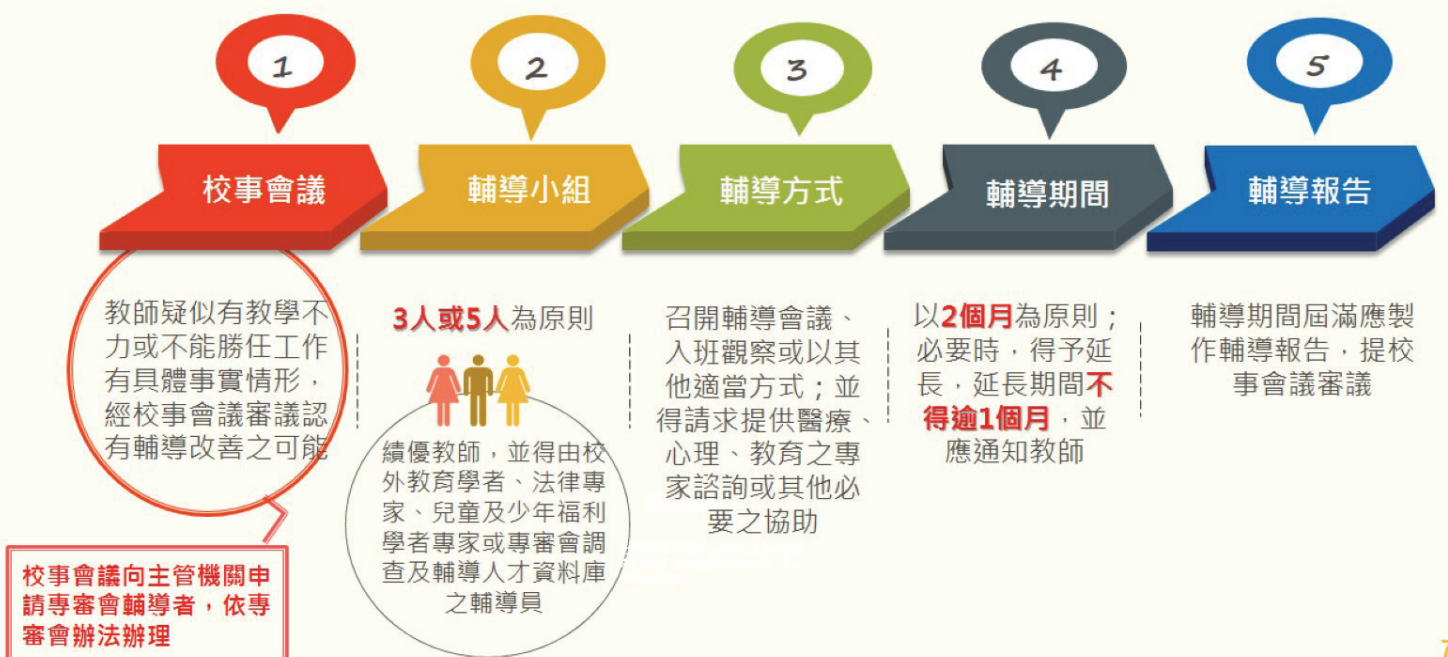 1
校事會議
教師疑似有教學不
力或不能勝任工作
有具體事實情形，
經校事會議審議認
有輔導改善之可能
校事會議向主管機關申
請專審會輔導者，依專
審會辦法辦理
2
輔導小組
3人或5人為原則
績優教師，並得由校
外教育學者、法律專
家、兒童及少年福利
學者專家或專審會調
查及輔導人才資料庫
之輔導員
3
輔導方式
召開輔導會議、
入班觀察或以其
他適當方式；並
得請求提供醫療、
心理、教育之專
家諮詢或其他必
要之協助
4
輔導期間
以2個月為原則；
必要時，得予延
長，延長期間不
得逾1個月，並
應通知教師
5
輔導報告
輔導期間屆滿應製
作輔導報告，提校
事會議審議